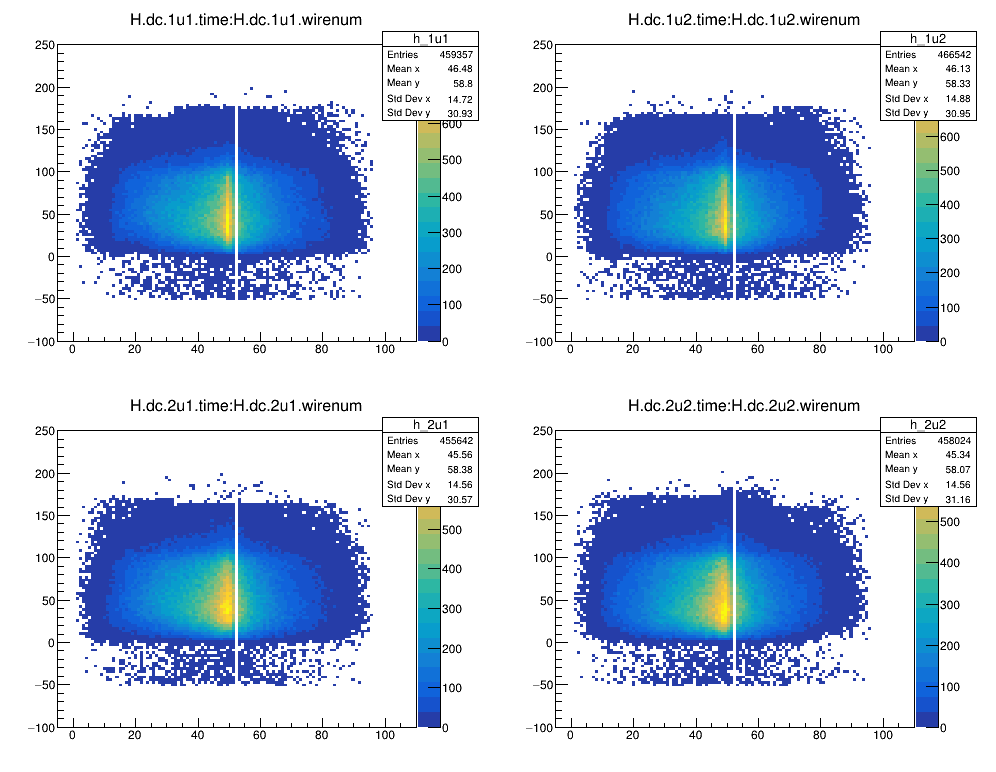 H.dc.1u1.time:H.dc.1u1.wirenum
h_1u1
Entries 459357
Mean x 46.48
Mean y 58.8
Std Dev x 14.72
Std Dev y 30.93
250
200
150
100
50
0
−50
−100
0 20 40 60 80 100
600
500
400
300
200
100
0
H.dc.1u2.time:H.dc.1u2.wirenum
h_1u2
Entries 466542
Mean x 46.13
Mean y 58.33
Std Dev x 14.88
Std Dev y 30.95
250
200
150
100
50
0
−50
−100
0 20 40 60 80 100
600
500
400
300
200
100
0
H.dc.2u1.time:H.dc.2u1.wirenum
h_2u1
Entries 455642
Mean x 45.56
Mean y 58.38
Std Dev x 14.56
Std Dev y 30.57
250
200
150
100
50
0
−50
−100
0 20 40 60 80 100
500
400
300
200
100
0
H.dc.2u2.time:H.dc.2u2.wirenum
h_2u2
Entries 458024
Mean x 45.34
Mean y 58.07
Std Dev x 14.56
Std Dev y 31.16
250
200
150
100
50
0
−50
−100
0 20 40 60 80 100
500
400
300
200
100
0